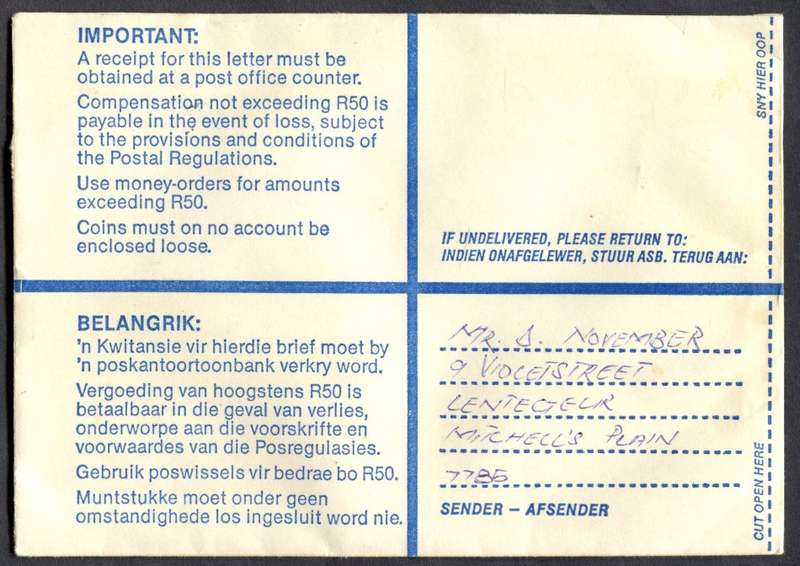 IMPORTANT:
A receipt for this letter must be
obtained at a post office counter.
Compensation not exceeding R50 is
payable in the event of loss, subject
to the provisions and conditions of
the Postal Regulations.
Use money-orders for amounts
exceeding R50.
Coins must on no account be
enclosed loose.
IF UNDELIVERED, PLEASE RETURN TO:
INDIEN ONAFGELEWER, STUUR ASB. TERUG AAN:
SNY HIER OOP
BELANGRIK:
'n Kwitansie vir hierdie brief moet by
'n poskantoortoonbank verkry word.
Vergoeding van hoogstens R50 is
betaalbaar in die geval van verlies,
onderworpe aan die voorskrifte en
voorwaardes van die Posregulasies.
Gebruik poswissels vir bedrae bo R50.
Muntstukke moet onder geen
omstandighede los ingesluit word nie.
MR. D. NOVEMBER
9 VIOLETSTREET
LENTEGEUR
MITCHELL'S PLAIN
7785
SENDER – AFSENDER
CUT OPEN HERE